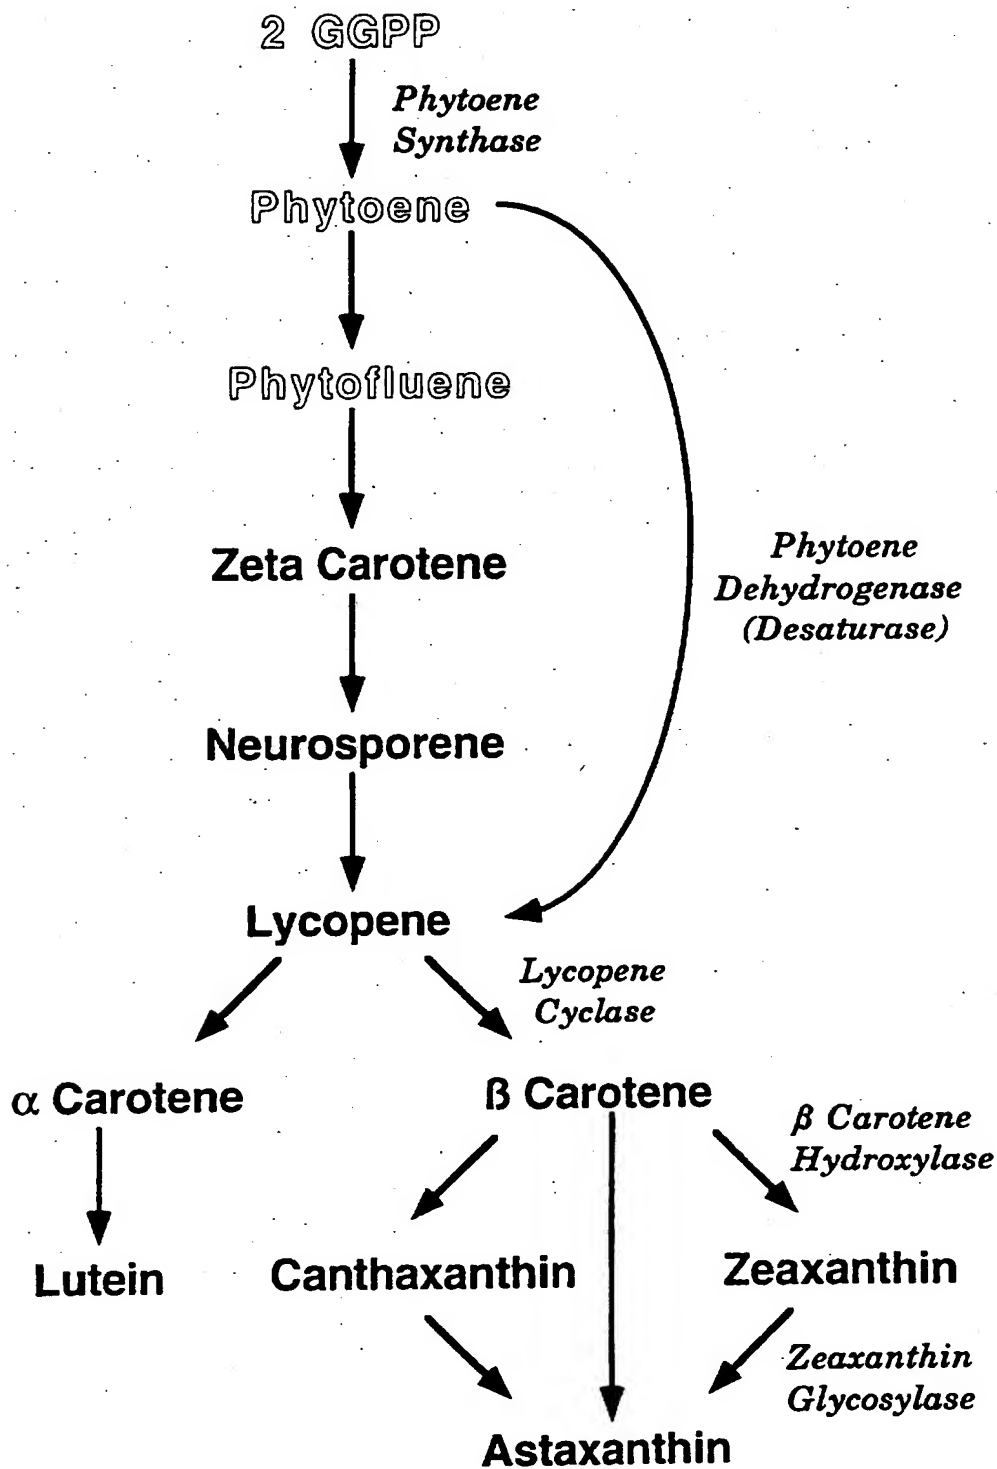 2 GGPP
Phytoene
Synthase
Phytoene
Phytofluene
Zeta Carotene
Phytoene
Dehydrogenase
(Desaturase)
Neurosporene
Lycopene
Lycopene
Cyclase
α Carotene
β Carotene
β Carotene
Hydroxylase
Lutein
Canthaxanthin
Zeaxanthin
Zeaxanthin
Glycosylase
Astaxanthin